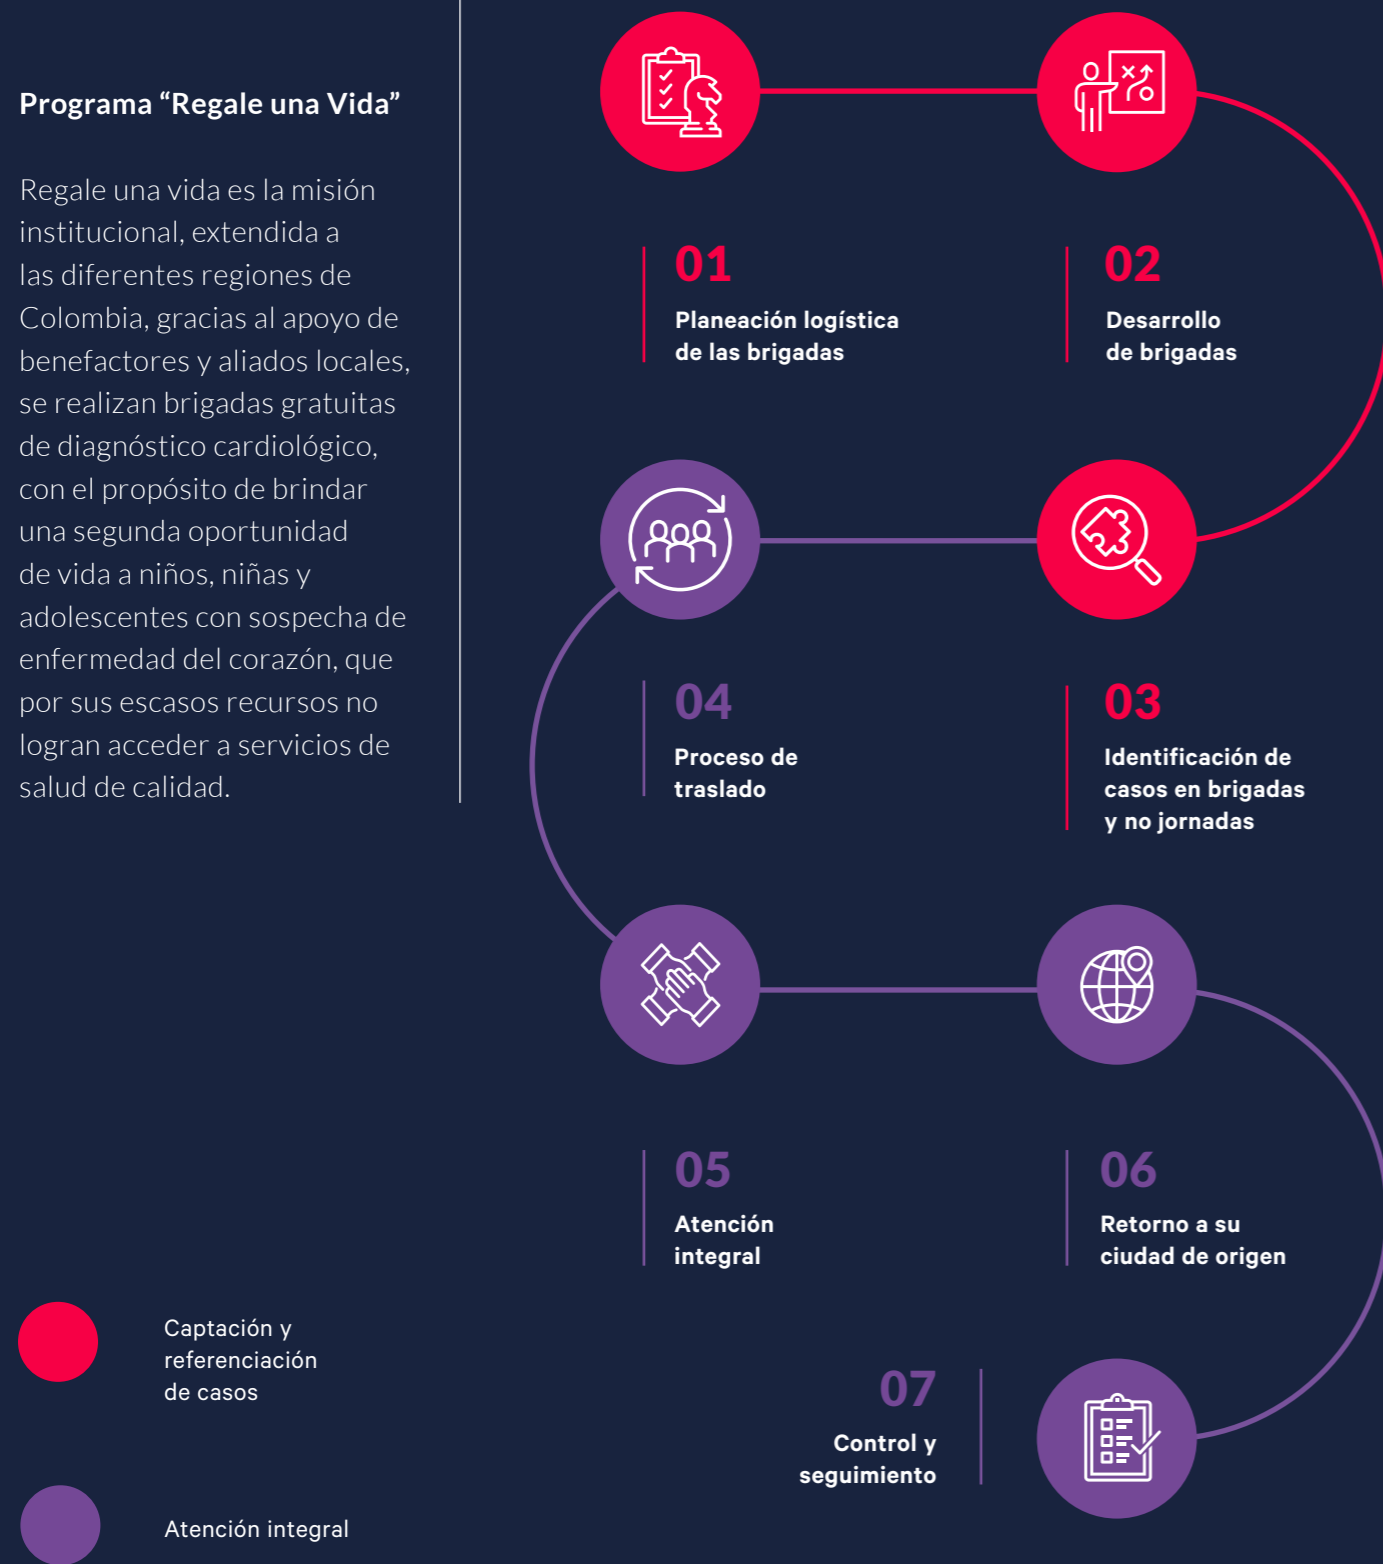 Programa “Regale una Vida”
Regale una vida es la misión
institucional, extendida a
las diferentes regiones de
Colombia, gracias al apoyo de
benefactores y aliados locales,
se realizan brigadas gratuitas
de diagnóstico cardiológico,
con el propósito de brindar
una segunda oportunidad
de vida a niños, niñas y
adolescentes con sospecha de
enfermedad del corazón, que
por sus escasos recursos no
logran acceder a servicios de
salud de calidad.
01
Planeación logística
de las brigadas
02
Desarrollo
de brigadas
03
Identificación de
casos en brigadas
y no jornadas
04
Proceso de
traslado
05
Atención
integral
06
Retorno a su
ciudad de origen
07
Control y
seguimiento
Captación y
referenciación
de casos
Atención integral